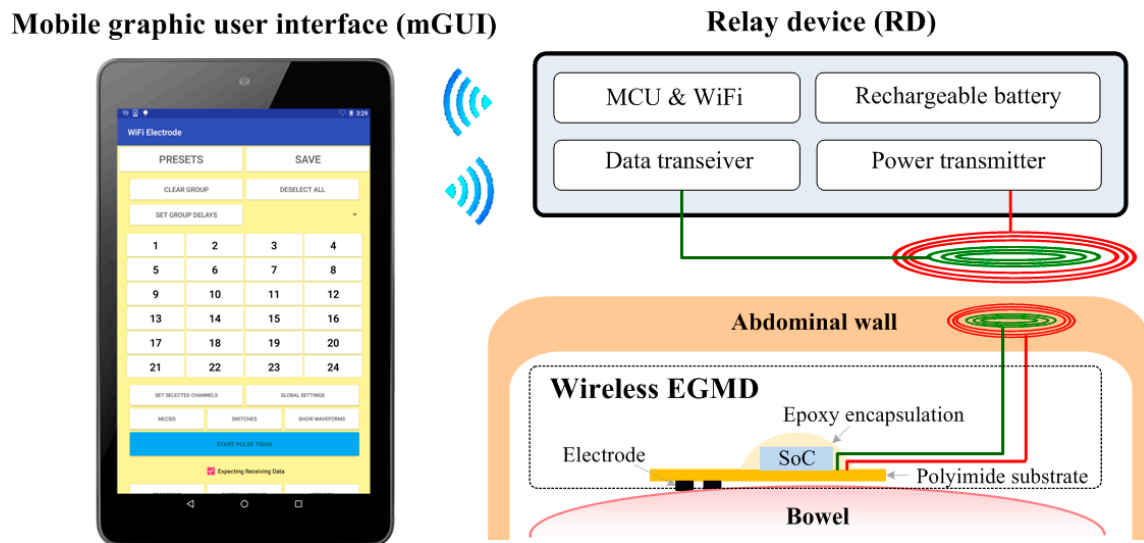 Mobile graphic user interface (mGUI)
Relay device (RD)
MCU & WiFi
Rechargeable battery
Data transeiver
Power transmitter
3:29
WiFi Electrode
PRESETS
SAVE
CLEAR GROUP
DESELECT ALL
SET GROUP DELAYS
1 2 3 4
5 6 7 8
9 10 11 12
13 14 15 16
17 18 19 20
21 22 23 24
SET SELECTED CHANNELS
GLOBAL SETTINGS
NECSIS
SWITCHES
SHOW WAVEFORMS
START PULSE TRAIN
Expecting Receiving Data
Abdominal wall
Wireless EGMD
Epoxy encapsulation
Electrode
SoC
Polyimide substrate
Bowel